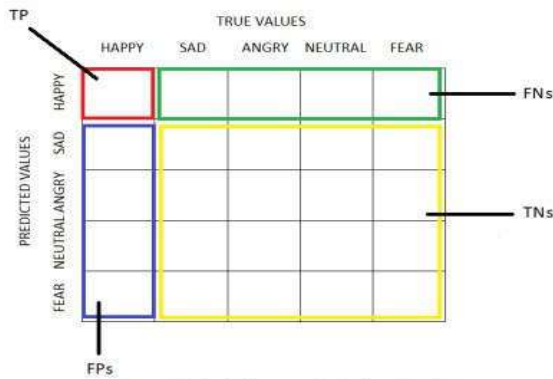 TP
TRUE VALUES
HAPPY SAD ANGRY NEUTRAL FEAR
PREDICTED VALUES
HAPPY
SAD
ANGRY
NEUTRAL
FEAR
FNs
TNs
FPs